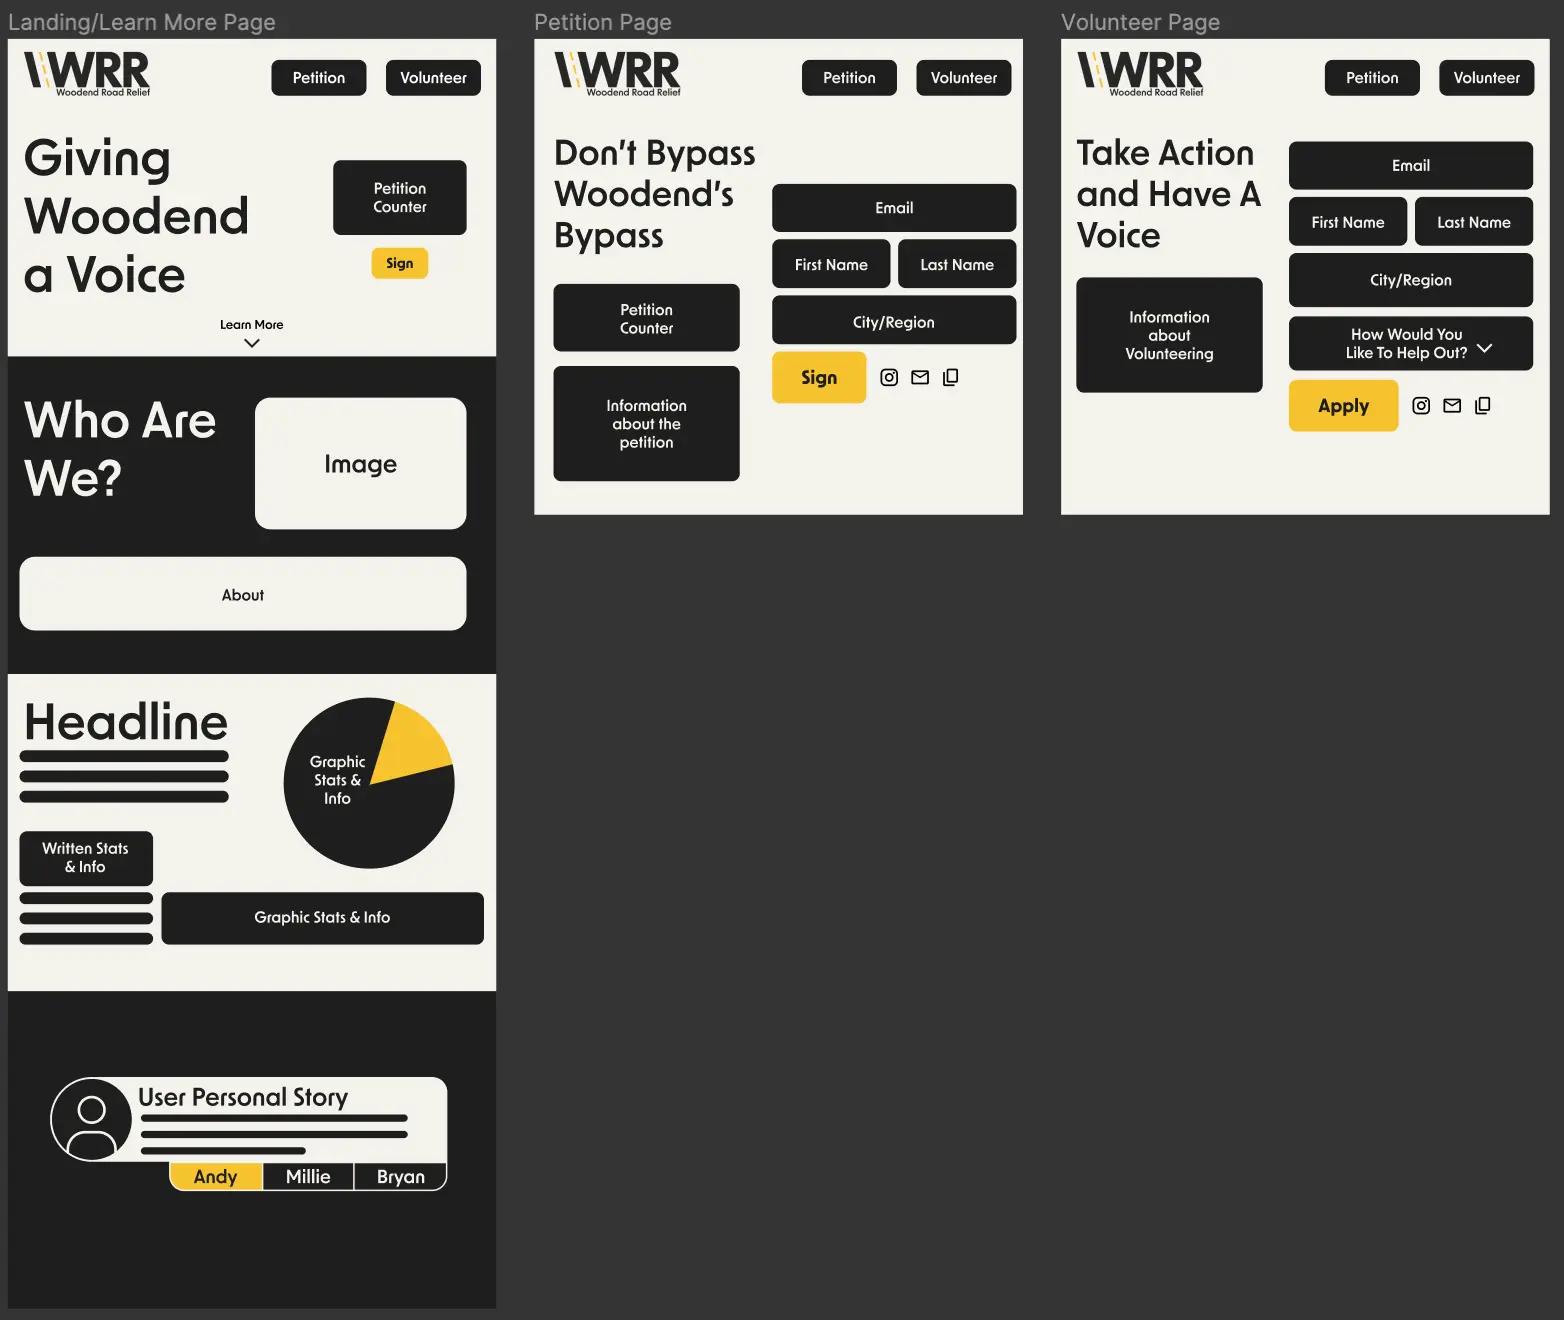 Landing/Learn More Page
WRR
Woodend Road Relief
Petition
Volunteer
Giving
Woodend
a Voice
Petition
Counter
Sign
Learn More
Who Are
We?
Image
About
Headline
Graphic
Stats &
Info
Written Stats
& Info
Graphic Stats & Info
User Personal Story
Andy
Millie
Bryan
Petition Page
WRR
Woodend Road Relief
Petition
Volunteer
Don't Bypass
Woodend's
Bypass
Petition
Counter
Information
about the
petition
Email
First Name
Last Name
City/Region
Sign
Volunteer Page
WRR
Woodend Road Relief
Petition
Volunteer
Take Action
and Have A
Voice
Information
about
Volunteering
Email
First Name
Last Name
City/Region
How Would You
Like To Help Out?
Apply